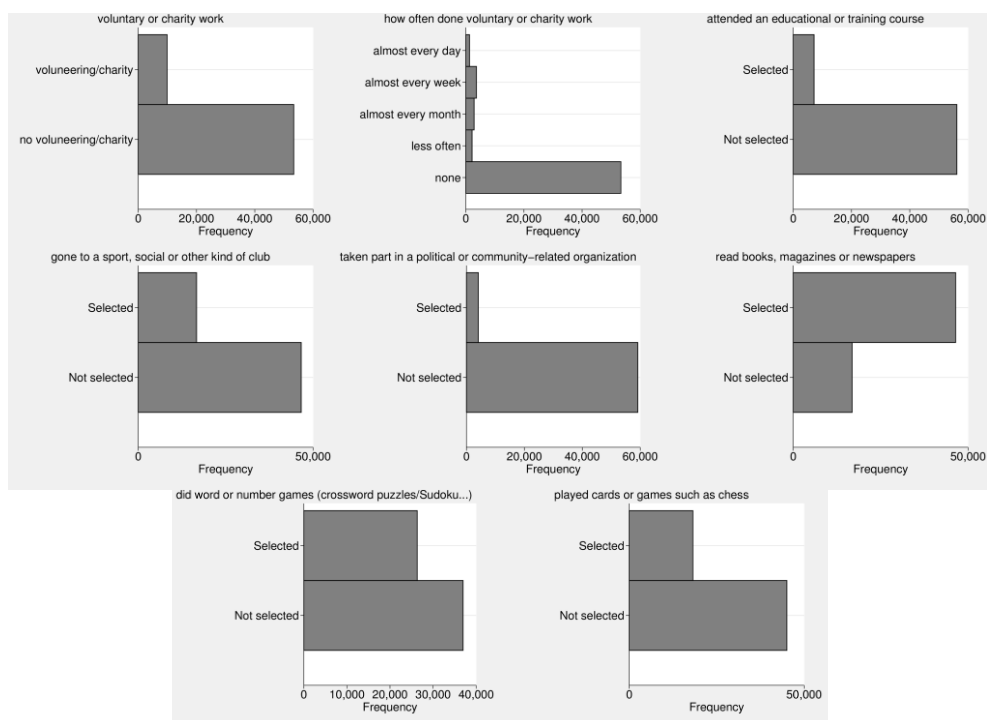 voluntary or charity work
voluneering/charity
no voluneering/charity
0 20,000 40,000 60,000
Frequency
how often done voluntary or charity work
almost every day
almost every week
almost every month
less often
none
0 20,000 40,000 60,000
Frequency
attended an educational or training course
Selected
Not selected
0 20,000 40,000 60,000
Frequency
gone to a sport, social or other kind of club
Selected
Not selected
0 50,000
Frequency
taken part in a political or community−related organization
Selected
Not selected
0 20,000 40,000 60,000
Frequency
read books, magazines or newspapers
Selected
Not selected
0 50,000
Frequency
did word or number games (crossword puzzles/Sudoku...)
Selected
Not selected
0 10,000 20,000 30,000 40,000
Frequency
played cards or games such as chess
Selected
Not selected
0 50,000
Frequency